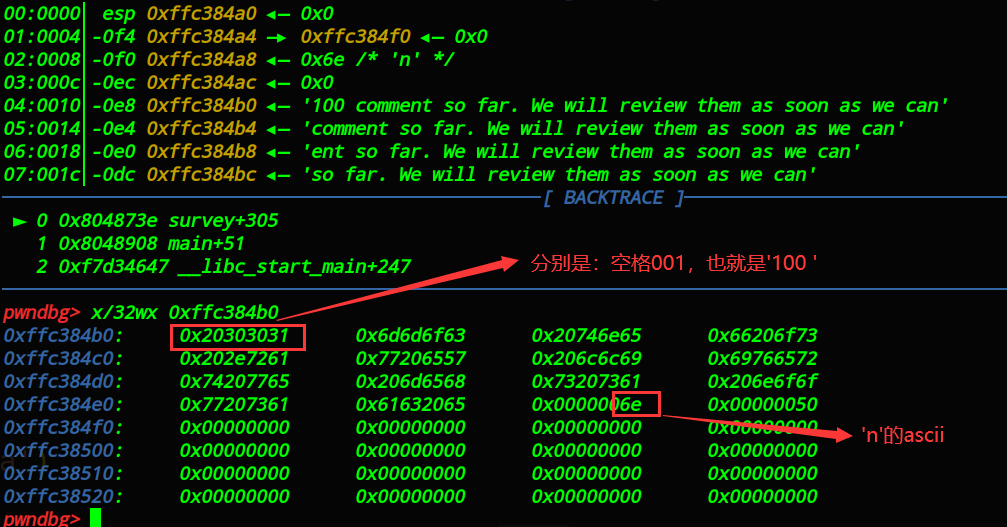 00:0000│ esp 0xffc384a0 ◂— 0x0
01:0004│-0f4 0xffc384a4 —▸ 0xffc384f0 ◂— 0x0
02:0008│-0f0 0xffc384a8 ◂— 0x6e /* 'n' */
03:000c│-0ec 0xffc384ac ◂— 0x0
04:0010│-0e8 0xffc384b0 ◂— '100 comment so far. We will review them as soon as we can'
05:0014│-0e4 0xffc384b4 ◂— 'comment so far. We will review them as soon as we can'
06:0018│-0e0 0xffc384b8 ◂— 'ent so far. We will review them as soon as we can'
07:001c│-0dc 0xffc384bc ◂— 'so far. We will review them as soon as we can'
[ BACKTRACE ]
► 0 0x804873e survey+305
1 0x8048908 main+51
2 0xf7d34647 __libc_start_main+247
分别是：空格001，也就是'100 '
pwndbg> x/32wx 0xffc384b0
0xffc384b0: 0x20303031 0x6d6d6f63 0x20746e65 0x66206f73
0xffc384c0: 0x202e7261 0x77206557 0x206c6c69 0x69766572
0xffc384d0: 0x74207765 0x206d6568 0x73207361 0x206e6f6f
0xffc384e0: 0x77207361 0x61632065 0x0000006e 0x00000050
0xffc384f0: 0x00000000 0x00000000 0x00000000 0x00000000
'n'的ascii
0xffc38500: 0x00000000 0x00000000 0x00000000 0x00000000
0xffc38510: 0x00000000 0x00000000 0x00000000 0x00000000
0xffc38520: 0x00000000 0x00000000 0x00000000 0x00000000
pwndbg>